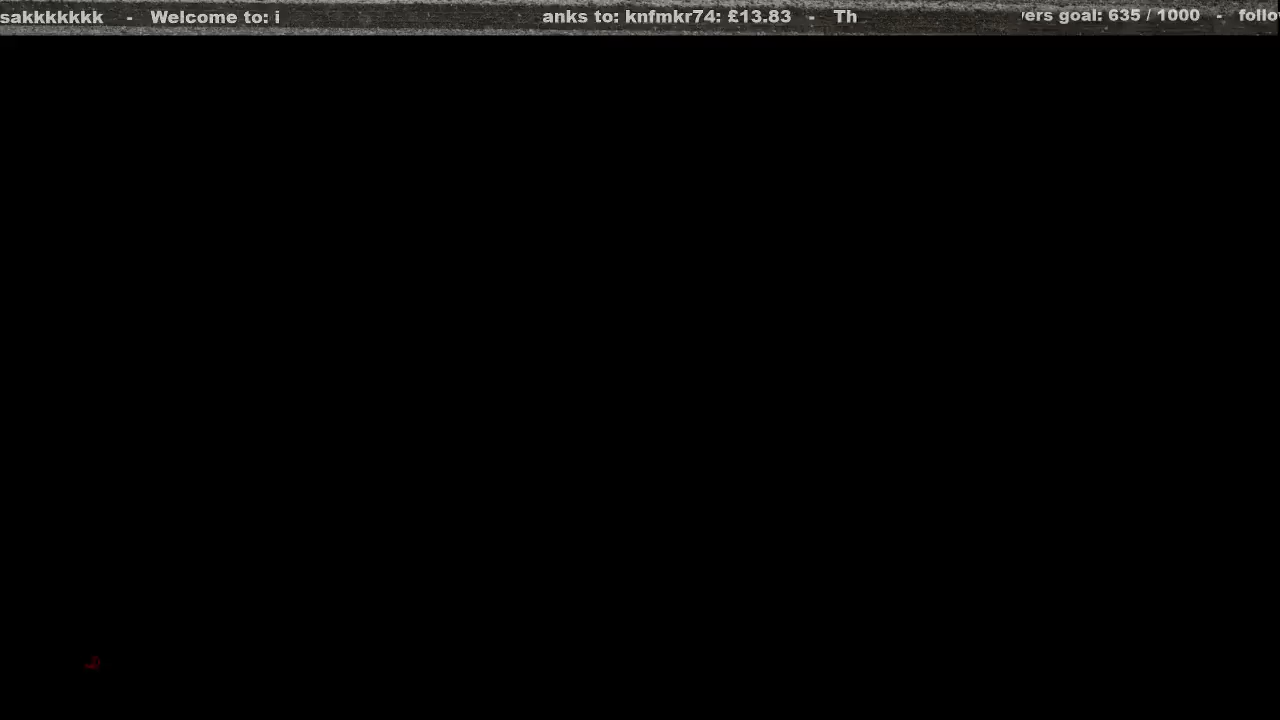 sakkkkkkk - Welcome to: i
anks to: knfmkr74: £13.83 - Th
ers goal: 635 / 1000 - follo